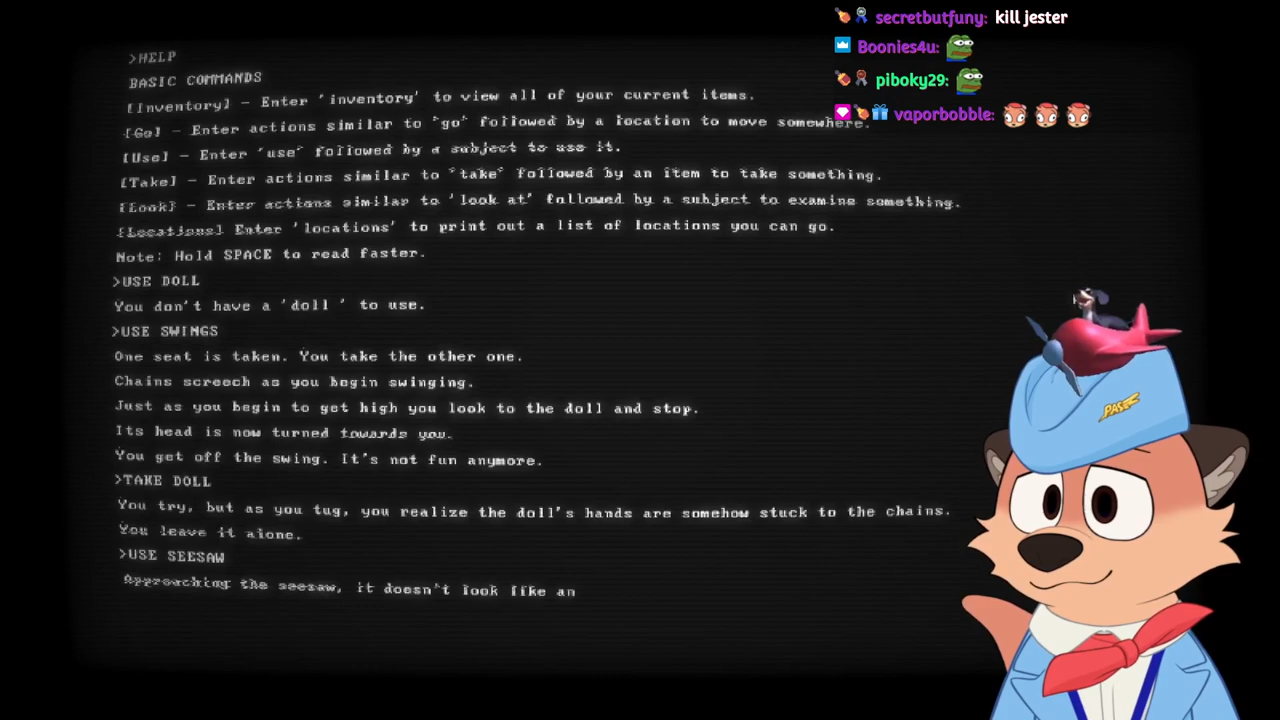 >HELP
BASIC COMMANDS
[Inventory] - Enter 'inventory' to view all of your current items.
[Go] - Enter actions similar to 'go' followed by a location to move somewhere.
[Use] - Enter 'use' followed by a subject to use it.
[Take] - Enter actions similar to 'take' followed by an item to take something.
[Look] - Enter actions similar to 'look at' followed by a subject to examine something.
[Locations] Enter 'locations' to print out a list of locations you can go.
Note: Hold SPACE to read faster.
>USE DOLL
You don't have a 'doll ' to use.
>USE SWINGS
One seat is taken. You take the other one.
Chains screech as you begin swinging.
Just as you begin to get high you look to the doll and stop.
Its head is now turned towards you.
You get off the swing. It's not fun anymore.
>TAKE DOLL
You try, but as you tug, you realize the doll's hands are somehow stuck to the chains.
You leave it alone.
>USE SEESAW
Approaching the seesaw, it doesn't look like an
secretbutfuny: kill jester
Boonies4u:
piboky29:
vaporbobble:
PASE